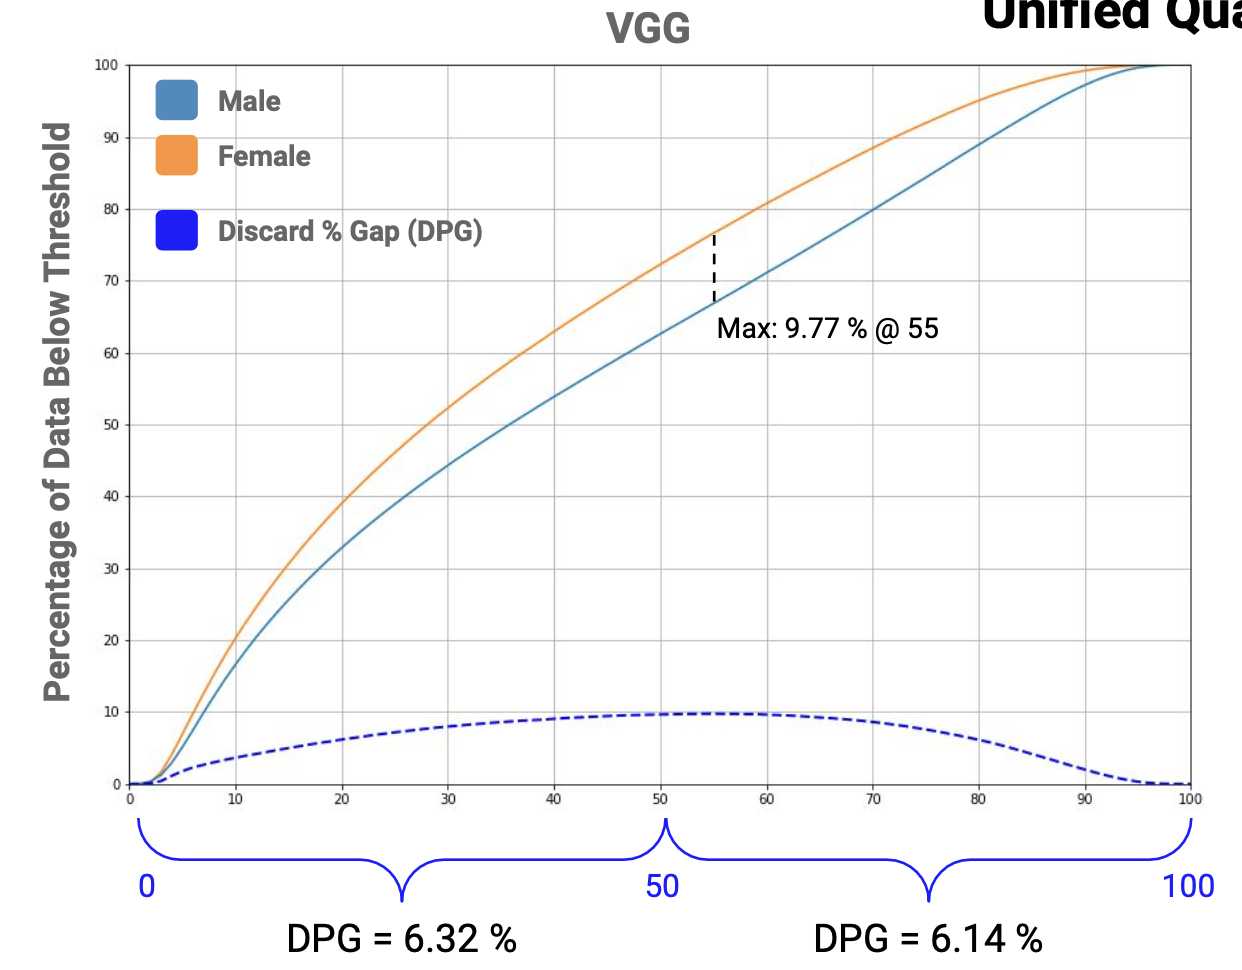 Unified Qua
VGG
Percentage of Data Below Threshold
100
90
80
70
60
50
40
30
20
10
0
Male
Female
Discard % Gap (DPG)
Max: 9.77 % @ 55
0 10 20 30 40 50 60 70 80 90 100
0 50 100
DPG = 6.32 % DPG = 6.14 %